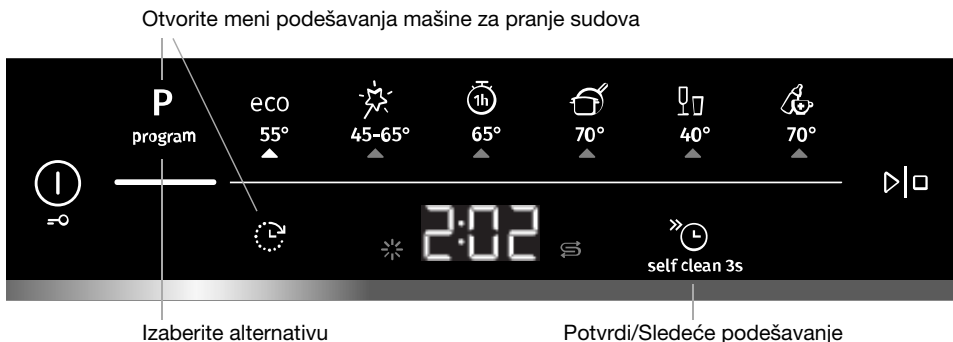 Otvorite meni podešavanja mašine za pranje sudova
P eco 1h
program 55° 45-65° 65° 70° 40° 70°
2:02
self clean 3s
Izaberite alternativu Potvrdi/Sledeće podešavanje